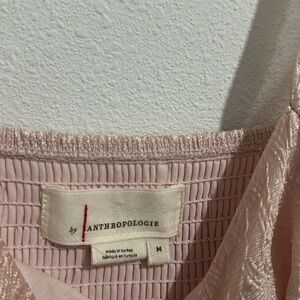 by ANTHROPOLOGIE
made in turkey
fabriqué en turquie
M